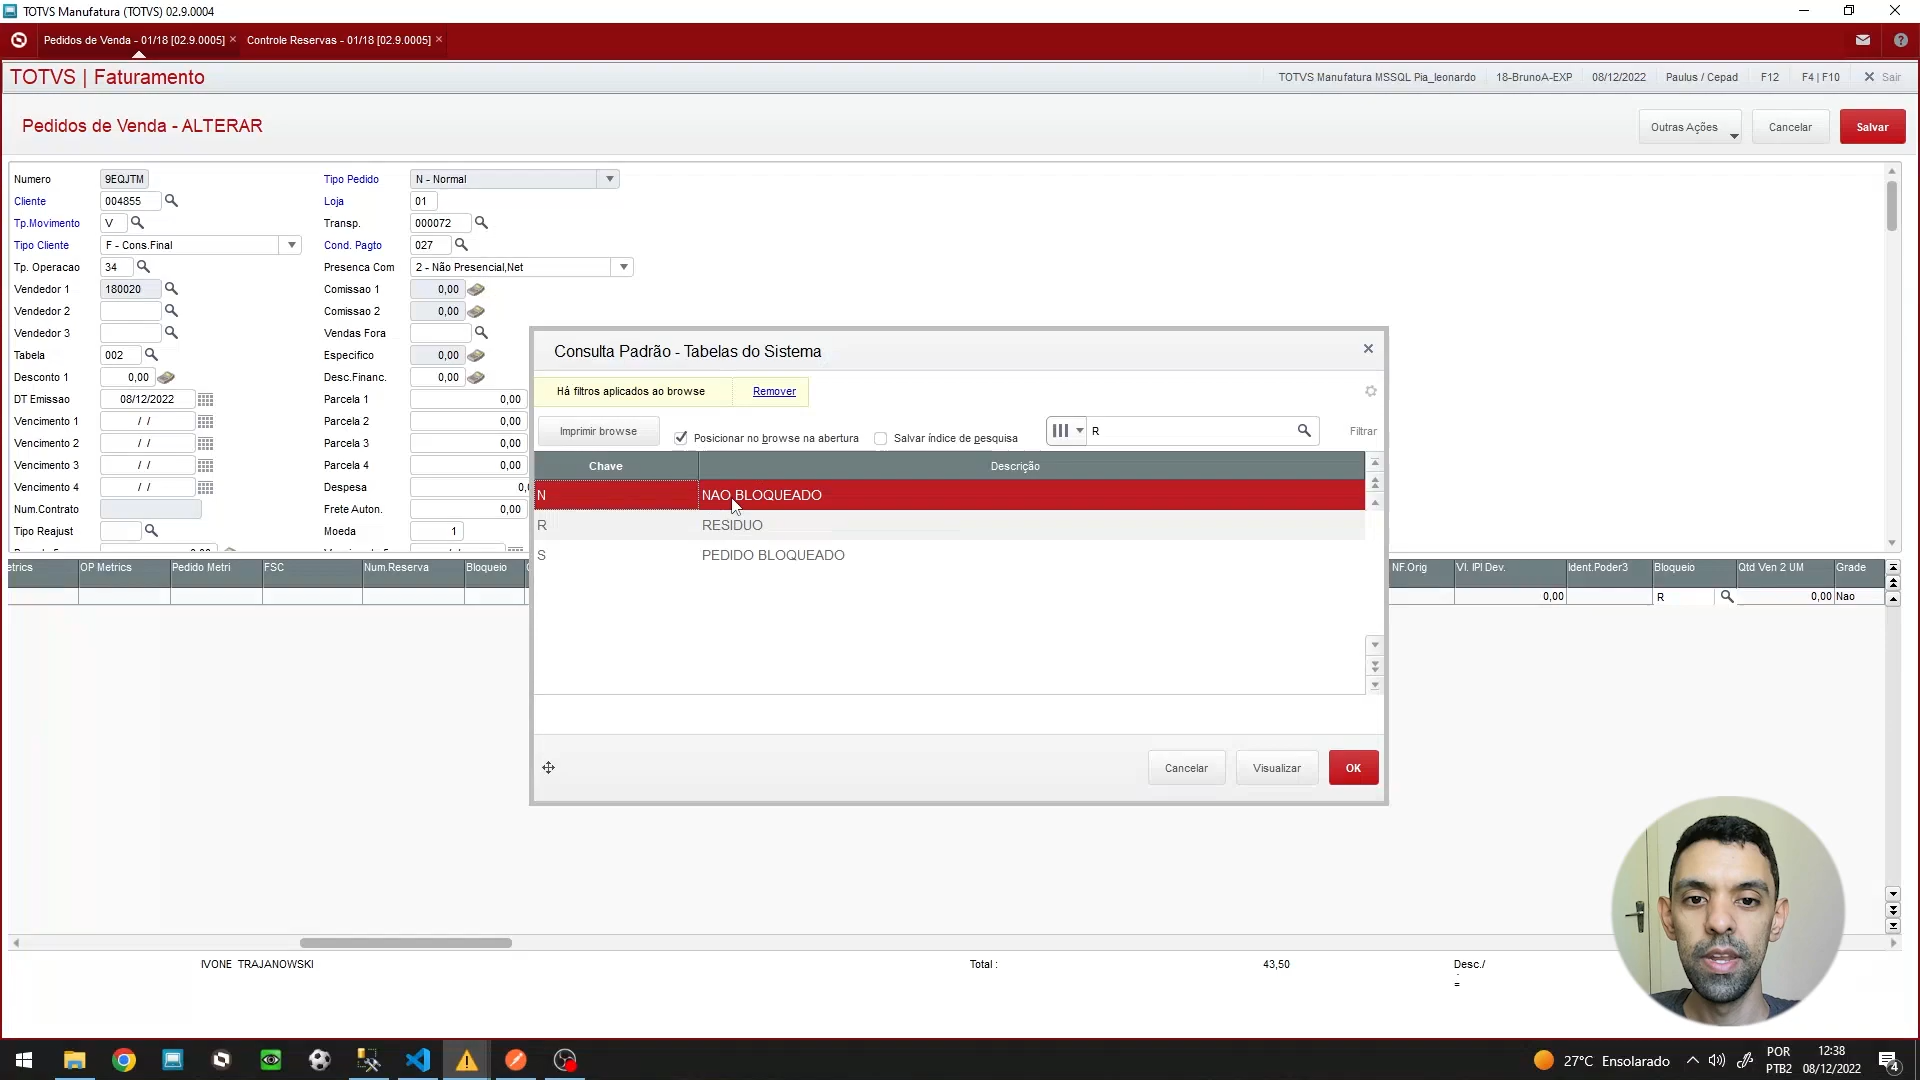 TOTVS Manufatura (TOTVS) 02.9.0004
Pedidos de Venda - 01/18 [02.9.0005] Controle Reservas - 01/18 [02.9.0005]
TOTVS | Faturamento TOTVS Manufatura MSSQL Pia_leonardo 18-BrunoA-EXP 08/12/2022 Paulus / Cepad F12 F4 | F10 Sair
Pedidos de Venda - ALTERAR Outras Ações Cancelar Salvar
Numero 9EQJTM Tipo Pedido N - Normal
Cliente 004855 Loja 01
Tp.Movimento V Transp. 000072
Tipo Cliente F - Cons.Final Cond. Pagto 027
Tp. Operacao 34 Presenca Com 2 - Não Presencial,Net
Vendedor 1 180020 Comissao 1 0,00
Vendedor 2 Comissao 2 0,00
Vendedor 3 Vendas Fora
Tabela 002 Especifico 0,00
Desconto 1 0,00 Desc.Financ. 0,00
DT Emissao 08/12/2022 Parcela 1 0,00
Vencimento 1 / / Parcela 2 0,00
Vencimento 2 / / Parcela 3 0,00
Vencimento 3 / / Parcela 4 0,00
Vencimento 4 / / Despesa 0,0
Num.Contrato Frete Auton. 0,00
Tipo Reajust Moeda 1
Consulta Padrão - Tabelas do Sistema
Há filtros aplicados ao browse Remover
Imprimir browse Posicionar no browse na abertura Salvar índice de pesquisa R Filtrar
Chave Descrição
N NAO BLOQUEADO
R RESIDUO
S PEDIDO BLOQUEADO
Cancelar Visualizar OK
etrics OP Metrics Pedido Metri FSC Num.Reserva Bloqueio NF.Orig Vl. IPI Dev. Ident.Poder3 Bloqueio Qtd Ven 2 UM Grade
0,00 R 0,00 Nao
IVONE TRAJANOWSKI Total : 43,50 Desc./
=
27°C Ensolarado POR 12:38
PTB2 08/12/2022 4